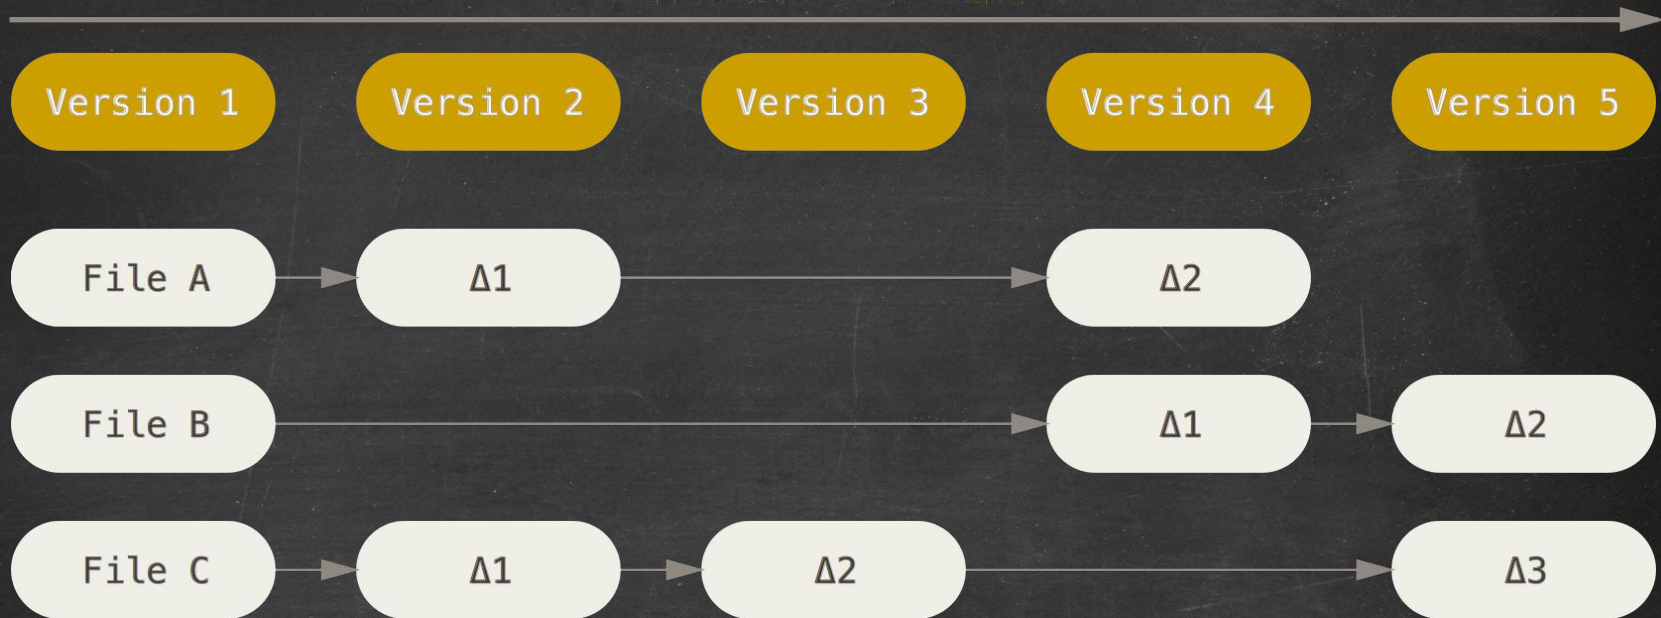 Version 1 Version 2 Version 3 Version 4 Version 5
File A Δ1 Δ2
File B Δ1 Δ2
File C Δ1 Δ2 Δ3